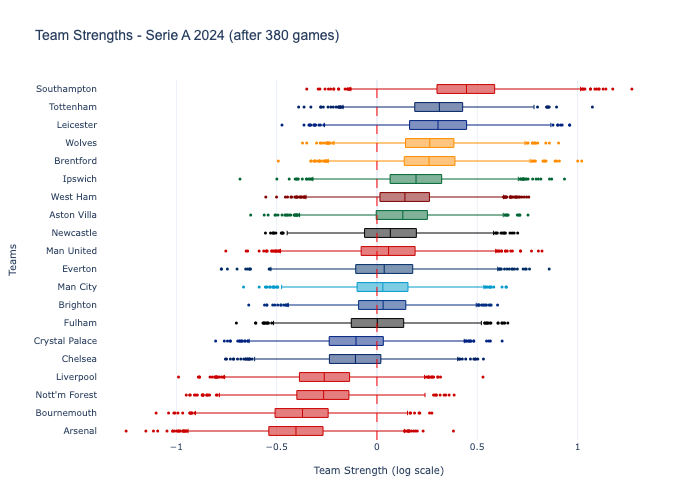 Team Strengths - Serie A 2024 (after 380 games)
Southampton
Tottenham
Leicester
Wolves
Brentford
Ipswich
West Ham
Aston Villa
Newcastle
Man United
Everton
Man City
Brighton
Fulham
Crystal Palace
Chelsea
Liverpool
Nott'm Forest
Bournemouth
Arsenal
Teams
−1 −0.5 0 0.5 1
Team Strength (log scale)